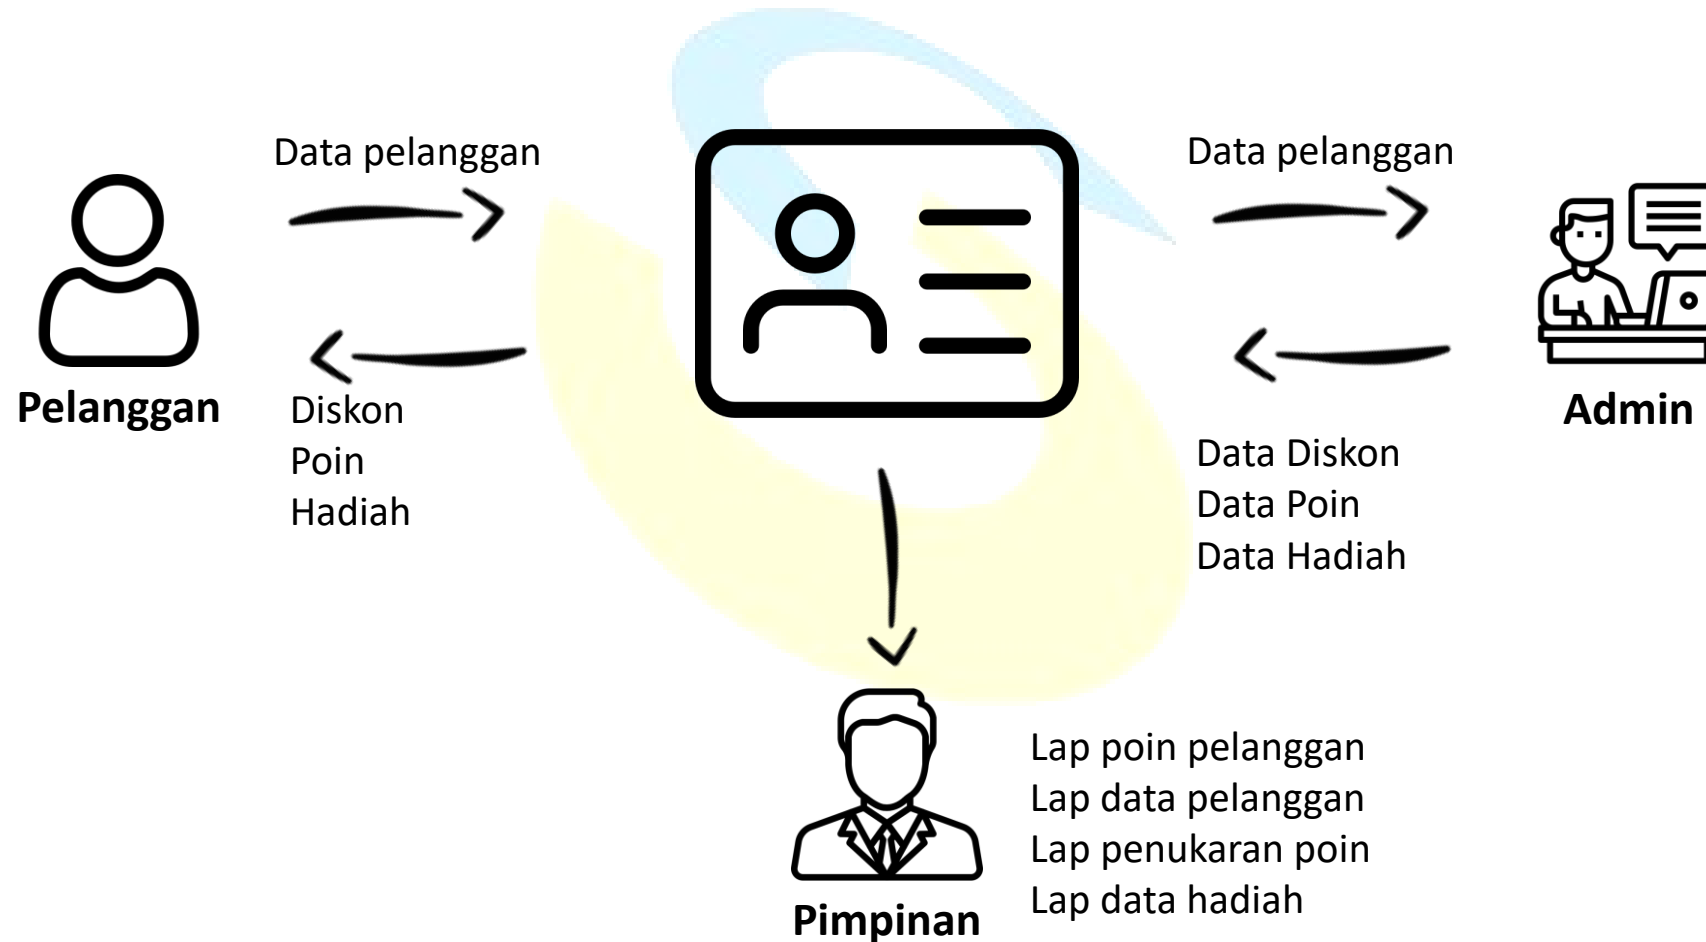 Data pelanggan
Data pelanggan
Pelanggan
Diskon
Poin
Hadiah
Admin
Data Diskon
Data Poin
Data Hadiah
Lap poin pelanggan
Lap data pelanggan
Lap penukaran poin
Lap data hadiah
Pimpinan